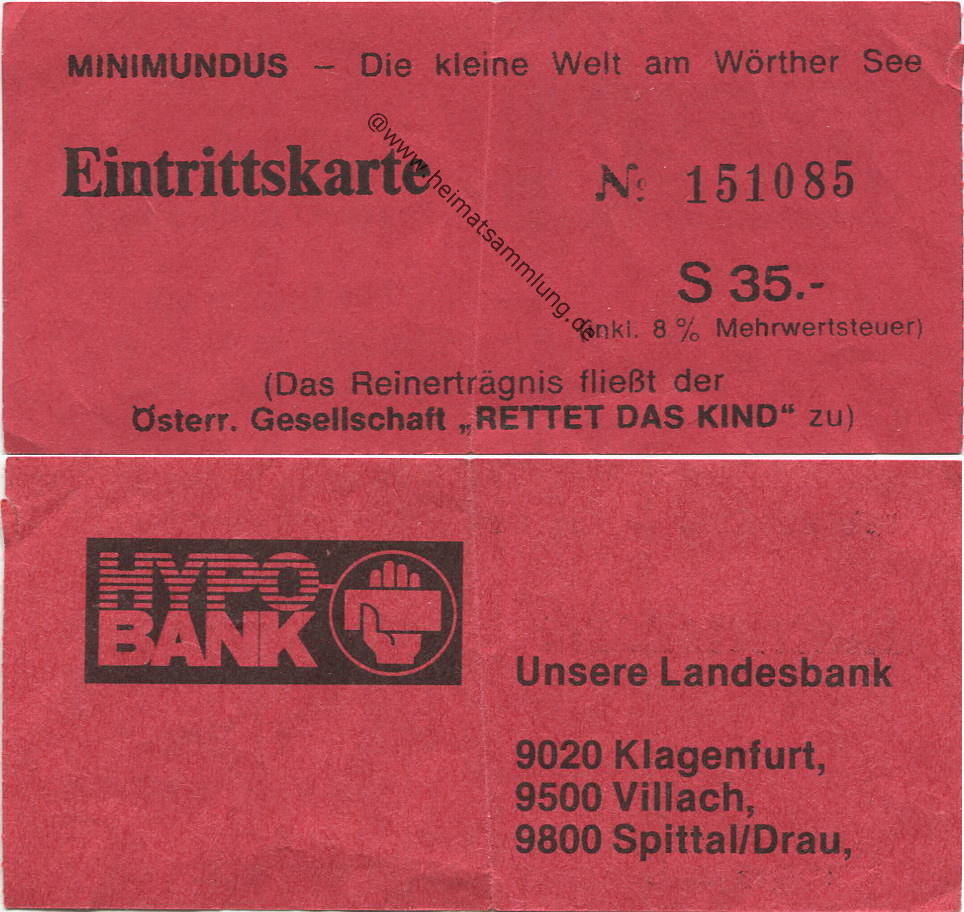 MINIMUNDUS – Die kleine Welt am Wörther See
Eintrittskarte
№ 151085
S 35.-
(inkl. 8% Mehrwertsteuer)
(Das Reinerträgnis fließt der
Österr. Gesellschaft „RETTET DAS KIND“ zu)
@www.heimatsammlung.de
HYPO
BANK
Unsere Landesbank
9020 Klagenfurt,
9500 Villach,
9800 Spittal/Drau,